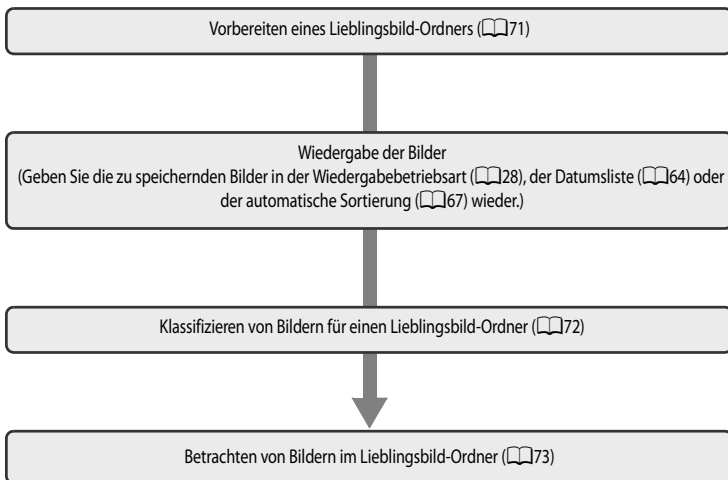 Vorbereiten eines Lieblingsbild-Ordners (📖71)
Wiedergabe der Bilder
(Geben Sie die zu speichernden Bilder in der Wiedergabebetriebsart (📖28), der Datumsliste (📖64) oder
der automatische Sortierung (📖67) wieder.)
Klassifizieren von Bildern für einen Lieblingsbild-Ordner (📖72)
Betrachten von Bildern im Lieblingsbild-Ordner (📖73)